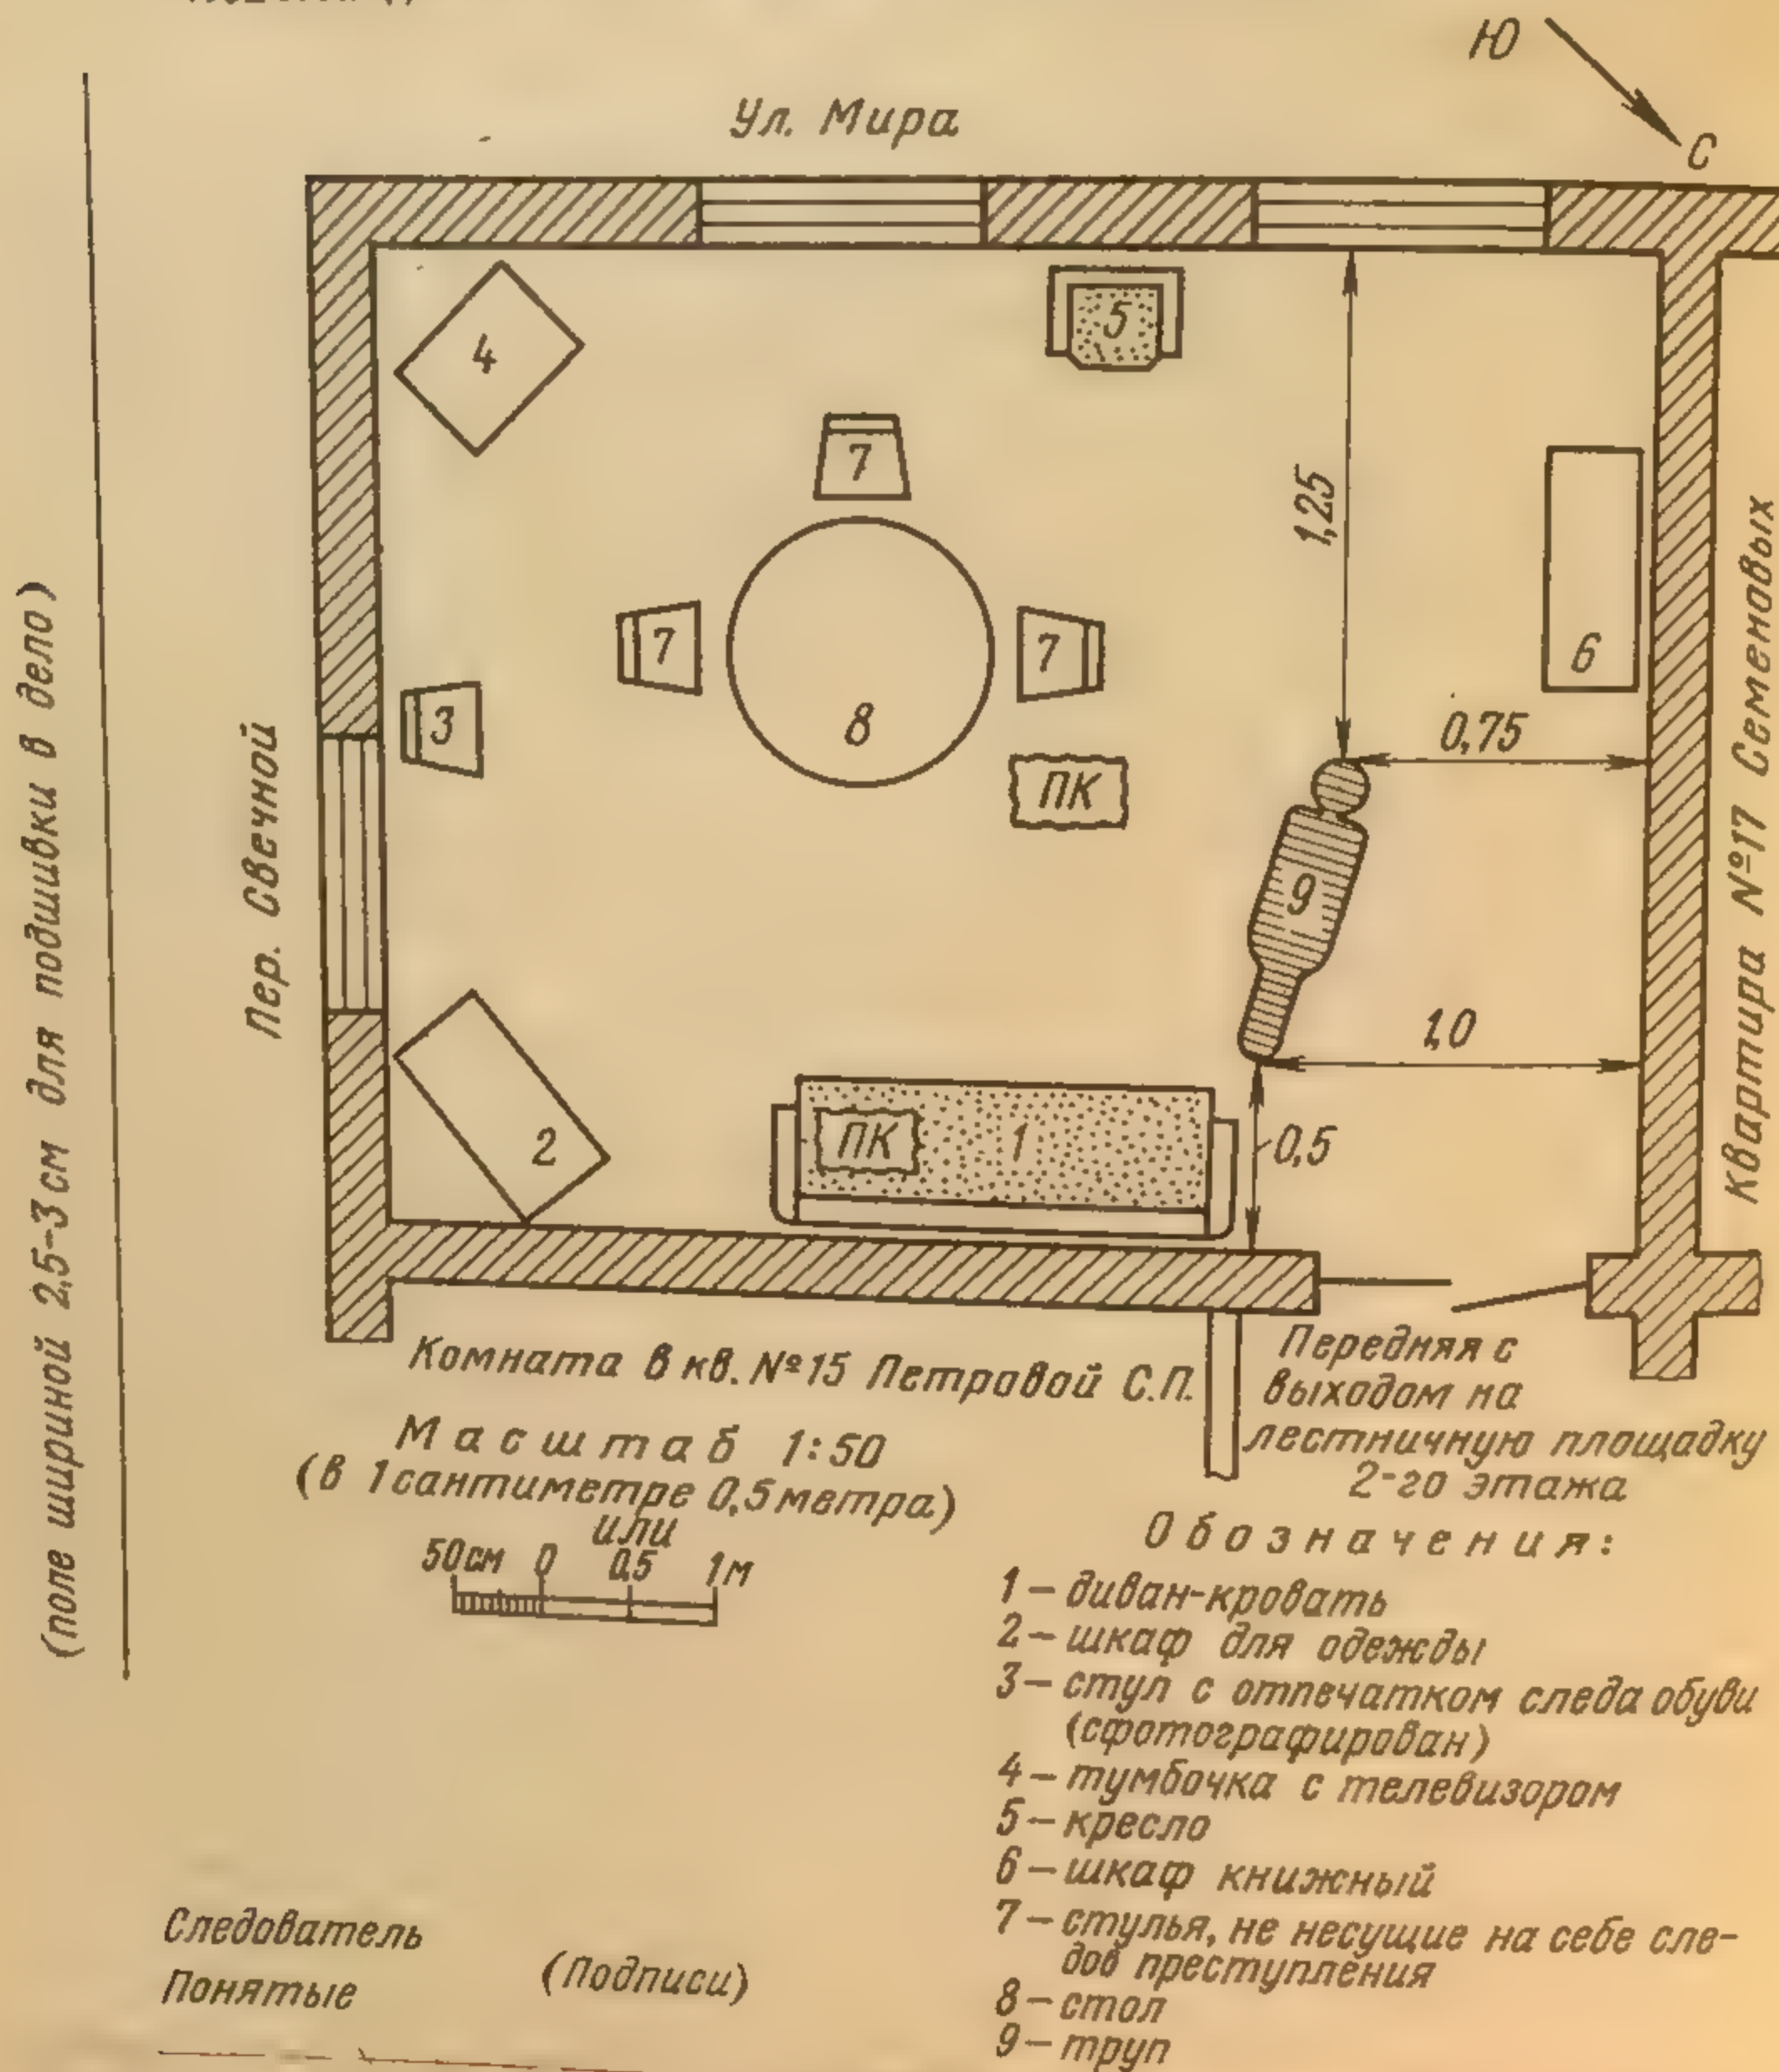 Ю
С
Ул. Мира
4
5
7
1,25
7
7
6
3
8
0,75
ПК
9
1,0
ПК
1
0,5
2
Пер. Свечной
Квартира №17 Семеновых
(поле шириной 2,5-3 см для подшивки в дело)
Комната в кв. №15 Петровой С.П.
Передняя с
выходом на
лестничную площадку
2-го этажа
Масштаб 1:50
(в 1 сантиметре 0,5 метра)
или
50см 0 0,5 1м
Обозначения:
1 – диван-кровать
2 – шкаф для одежды
3 – стул с отпечатком следа обуви
(сфотографирован)
4 – тумбочка с телевизором
5 – кресло
6 – шкаф книжный
7 – стулья, не несущие на себе сле-
дов преступления
8 – стол
9 – труп
Следователь
(Подписи)
Понятые